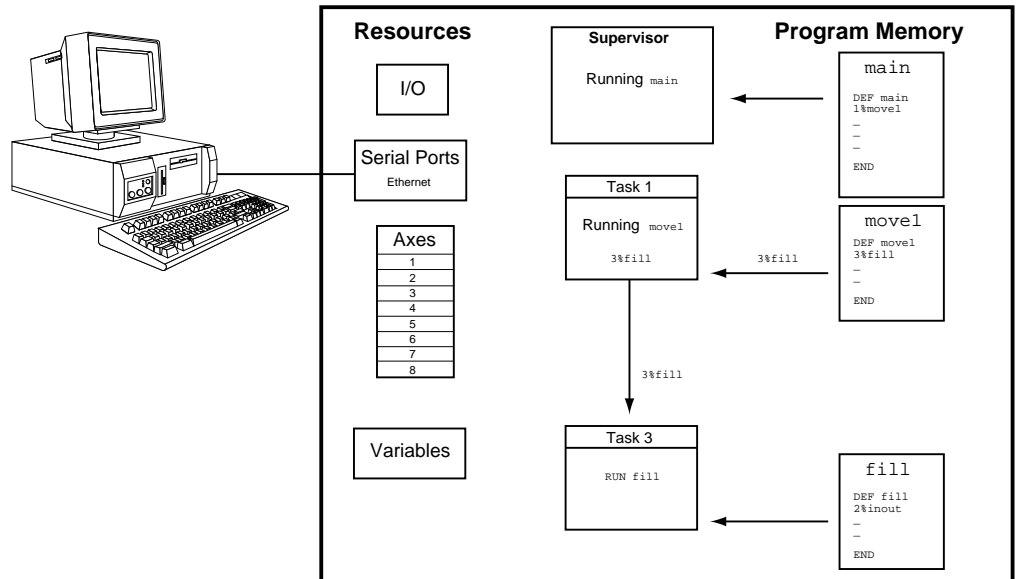 Resources
I/O
Serial Ports
Ethernet
Axes
1
2
3
4
5
6
7
8
Variables
Supervisor
Running main
Task 1
Running move1
3%fill
3%fill
Task 3
RUN fill
Program Memory
main
DEF main
1%move1
_
_
_
END
3%fill
move1
DEF move1
3%fill
_
_
END
fill
DEF fill
2%inout
_
_
END